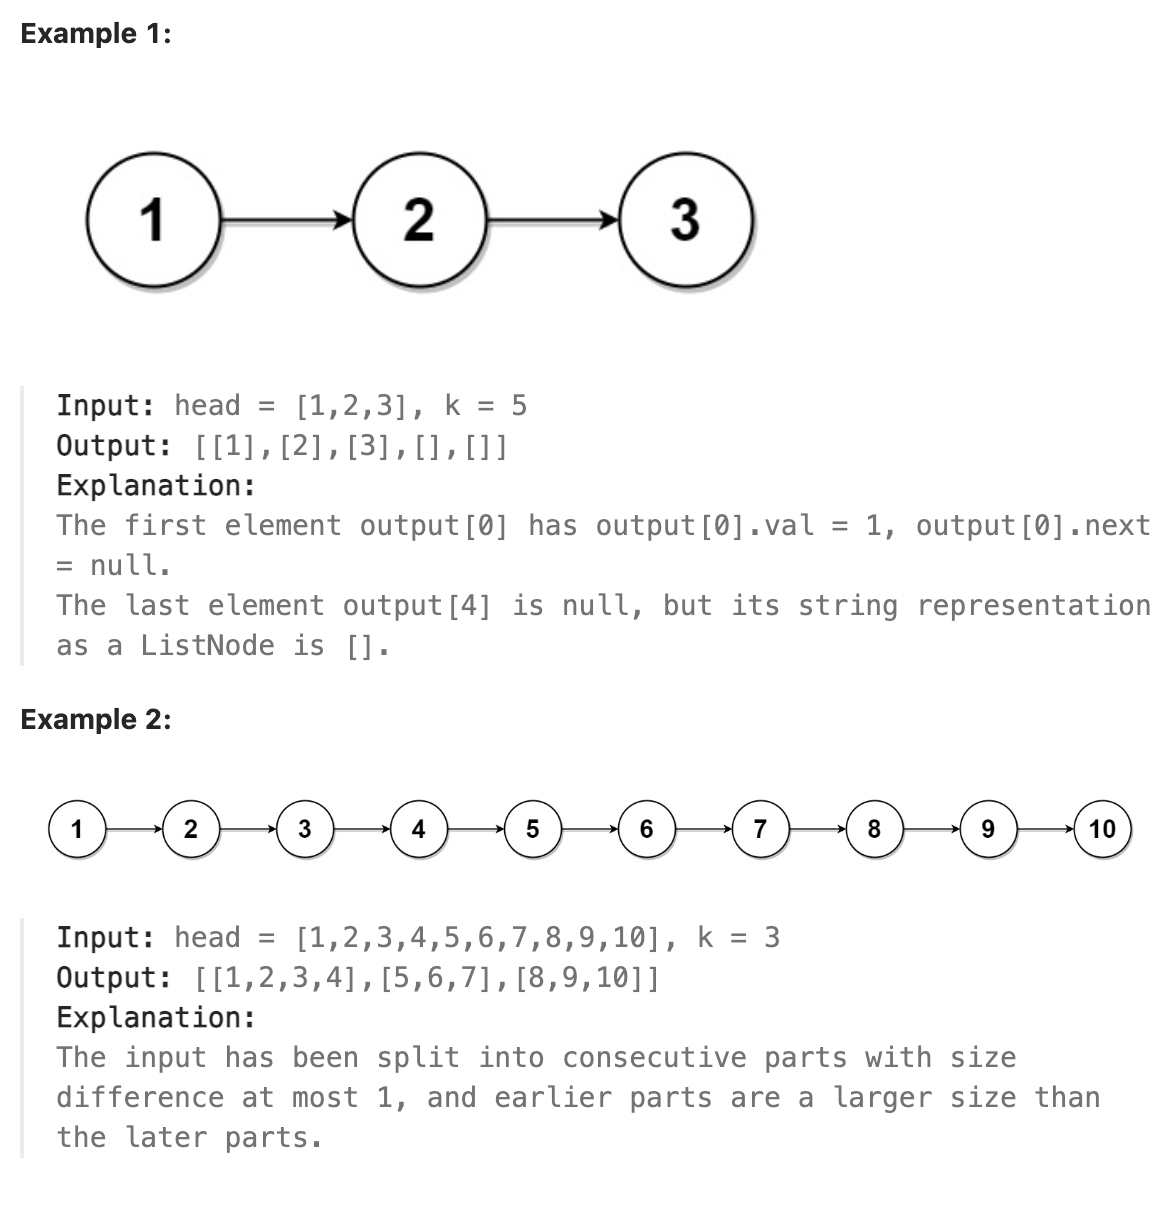 Example 1:
1 2 3
Input: head = [1,2,3], k = 5
Output: [[1],[2],[3],[],[]]
Explanation:
The first element output[0] has output[0].val = 1, output[0].next
= null.
The last element output[4] is null, but its string representation
as a ListNode is [].
Example 2:
1 2 3 4 5 6 7 8 9 10
Input: head = [1,2,3,4,5,6,7,8,9,10], k = 3
Output: [[1,2,3,4],[5,6,7],[8,9,10]]
Explanation:
The input has been split into consecutive parts with size
difference at most 1, and earlier parts are a larger size than
the later parts.